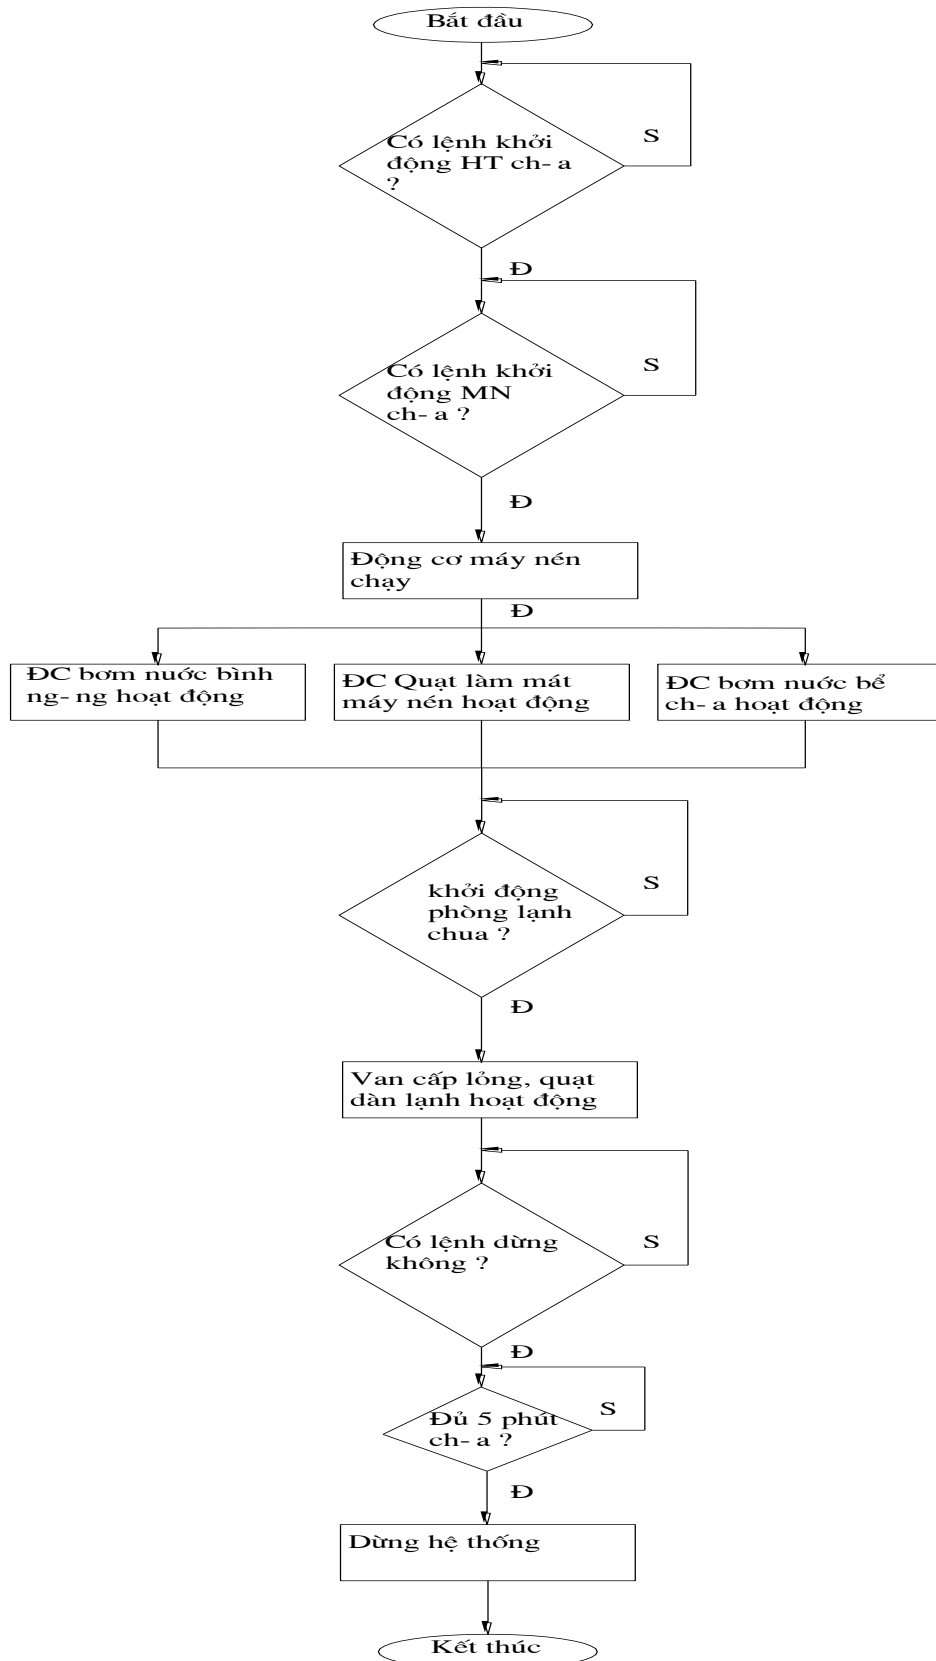 Bắt đầu
Có lệnh khởi
động HT ch- a
?
S
Đ
Có lệnh khởi
động MN
ch- a ?
S
Đ
Động cơ máy nén
chạy
Đ
ĐC bơm nuớc bình
ng- ng hoạt động
ĐC Quạt làm mát
máy nén hoạt động
ĐC bơm nuớc bể
ch- a hoạt động
khởi động
phòng lạnh
chua ?
S
Đ
Van cấp lỏng, quạt
dàn lạnh hoạt động
Có lệnh dừng
không ?
S
Đ
Đủ 5 phút
ch- a ?
S
Đ
Dừng hệ thống
Kết thúc